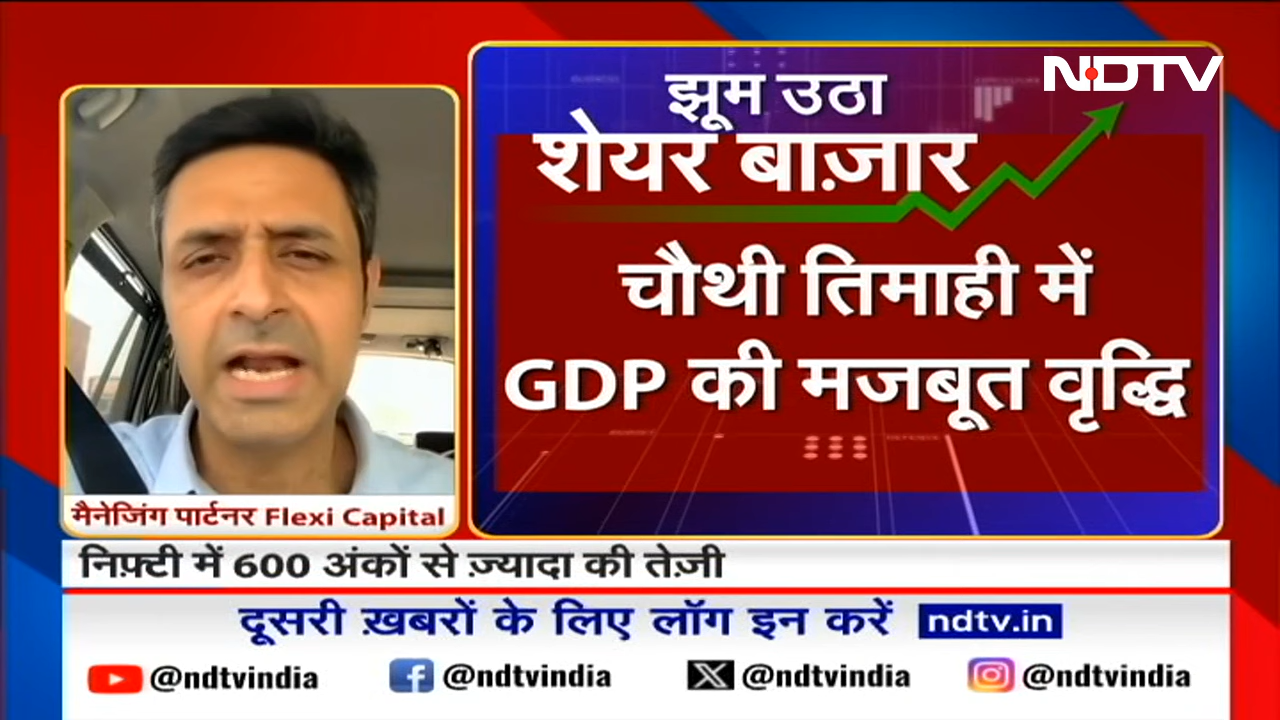 NDTV
झूम उठा
शेयर बाज़ार
चौथी तिमाही में
GDP की मजबूत वृद्धि
मैनेजिंग पार्टनर Flexi Capital
निफ़्टी में 600 अंकों से ज़्यादा की तेज़ी
दूसरी ख़बरों के लिए लॉग इन करें ndtv.in
@ndtvindia @ndtvindia @ndtvindia @ndtvindia